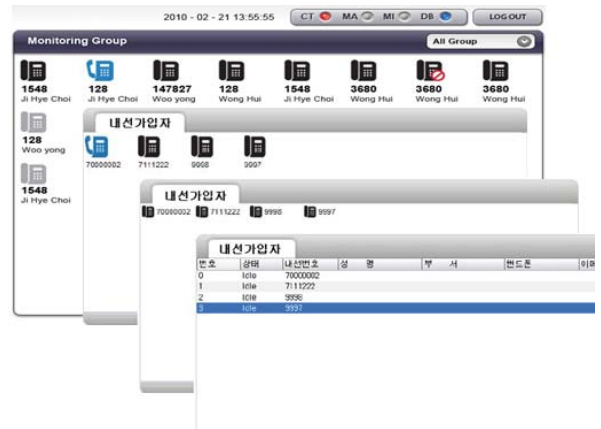 2010 - 02 - 21 13:55:55 CT MA MI DB LOG OUT
Monitoring Group All Group
1548 128 147827 128 1548 3680 3680 3680
Ji Hye Choi Ji Hye Choi Woo yong Wong Hui Ji Hye Choi Wong Hui Wong Hui Wong Hui
128
Woo yong
1548
Ji Hye Choi
내선가입자
70000002 7111222 9998 9997
내선가입자
70000002 7111222 9998 9997
내선가입자
번호 상태 내선번호 성 명 부 서 핸드폰 이메
0 Idle 70000002
1 Idle 7111222
2 Idle 9998
3 Idle 9997